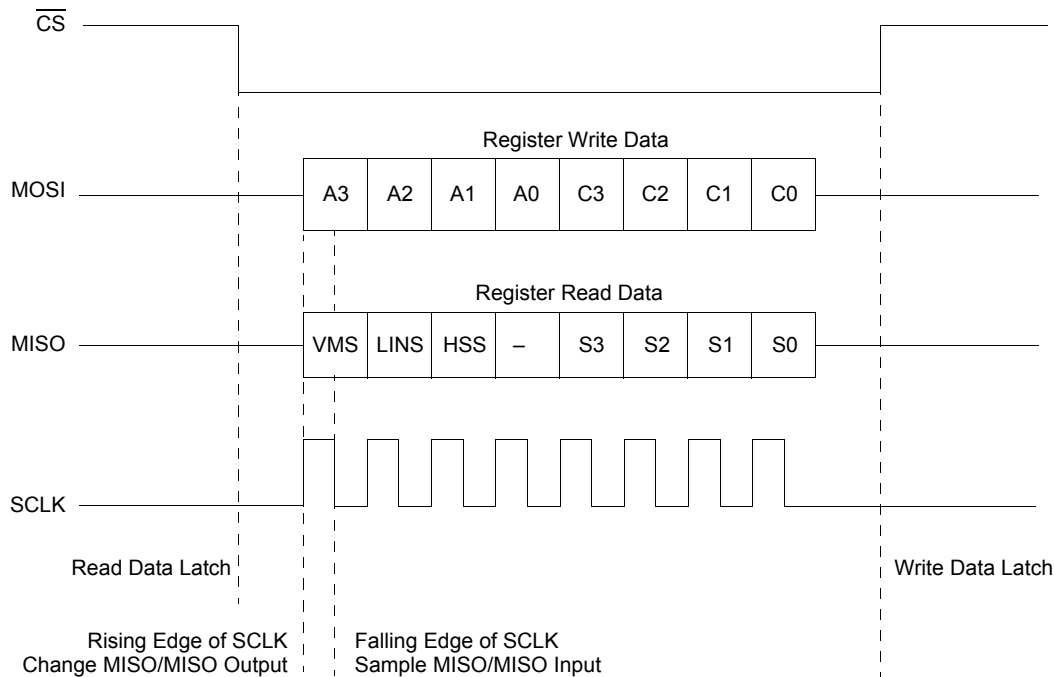 CS
Register Write Data
MOSI A3 A2 A1 A0 C3 C2 C1 C0
Register Read Data
MISO VMS LINS HSS – S3 S2 S1 S0
SCLK
Read Data Latch Write Data Latch
Rising Edge of SCLK
Change MISO/MISO Output
Falling Edge of SCLK
Sample MISO/MISO Input